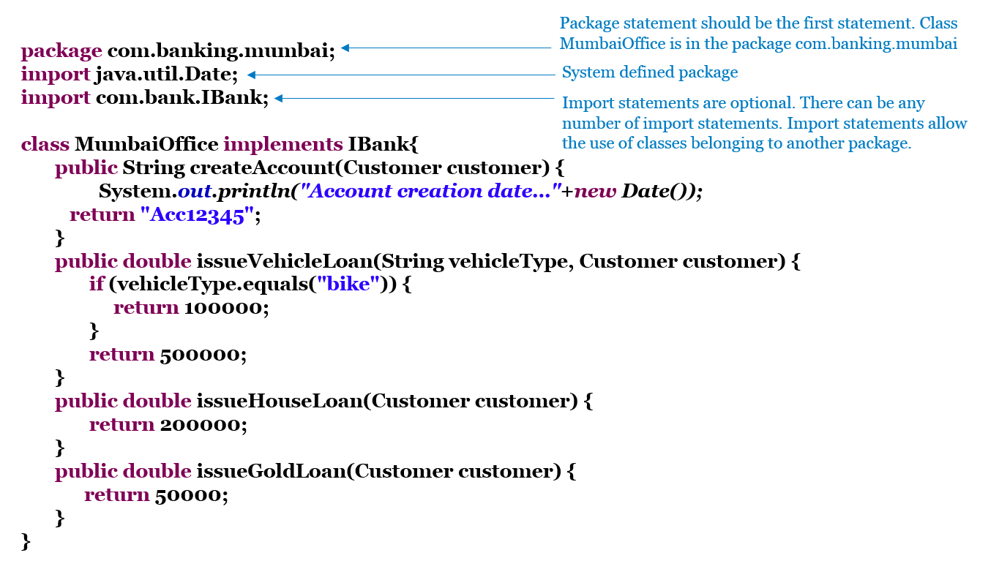 Package statement should be the first statement. Class
MumbaiOffice is in the package com.banking.mumbai
package com.banking.mumbai;
import java.util.Date;
System defined package
import com.bank.IBank;
Import statements are optional. There can be any
number of import statements. Import statements allow
the use of classes belonging to another package.
class MumbaiOffice implements IBank{
public String createAccount(Customer customer) {
System.out.println("Account creation date..."+new Date());
return "Acc12345";
}
public double issueVehicleLoan(String vehicleType, Customer customer) {
if (vehicleType.equals("bike")) {
return 100000;
}
return 500000;
}
public double issueHouseLoan(Customer customer) {
return 200000;
}
public double issueGoldLoan(Customer customer) {
return 50000;
}
}